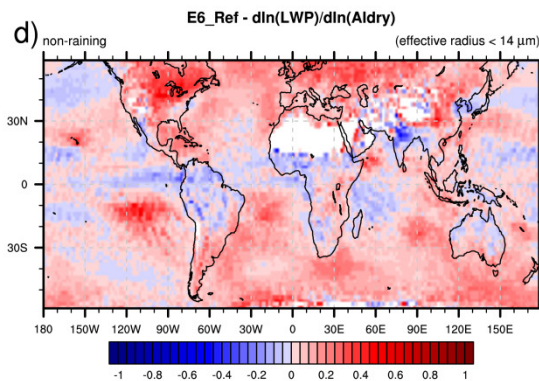 E6_Ref - dln(LWP)/dln(AIdry)
d)
non-raining (effective radius < 14 µm)
30N
0
30S
180 150W 120W 90W 60W 30W 0 30E 60E 90E 120E 150E
-1 -0.8 -0.6 -0.4 -0.2 0 0.2 0.4 0.6 0.8 1